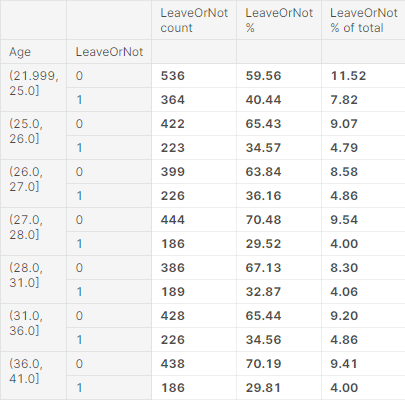 LeaveOrNot count LeaveOrNot % LeaveOrNot % of total
Age LeaveOrNot
(21.999, 25.0] 0 536 59.56 11.52
1 364 40.44 7.82
(25.0, 26.0] 0 422 65.43 9.07
1 223 34.57 4.79
(26.0, 27.0] 0 399 63.84 8.58
1 226 36.16 4.86
(27.0, 28.0] 0 444 70.48 9.54
1 186 29.52 4.00
(28.0, 31.0] 0 386 67.13 8.30
1 189 32.87 4.06
(31.0, 36.0] 0 428 65.44 9.20
1 226 34.56 4.86
(36.0, 41.0] 0 438 70.19 9.41
1 186 29.81 4.00